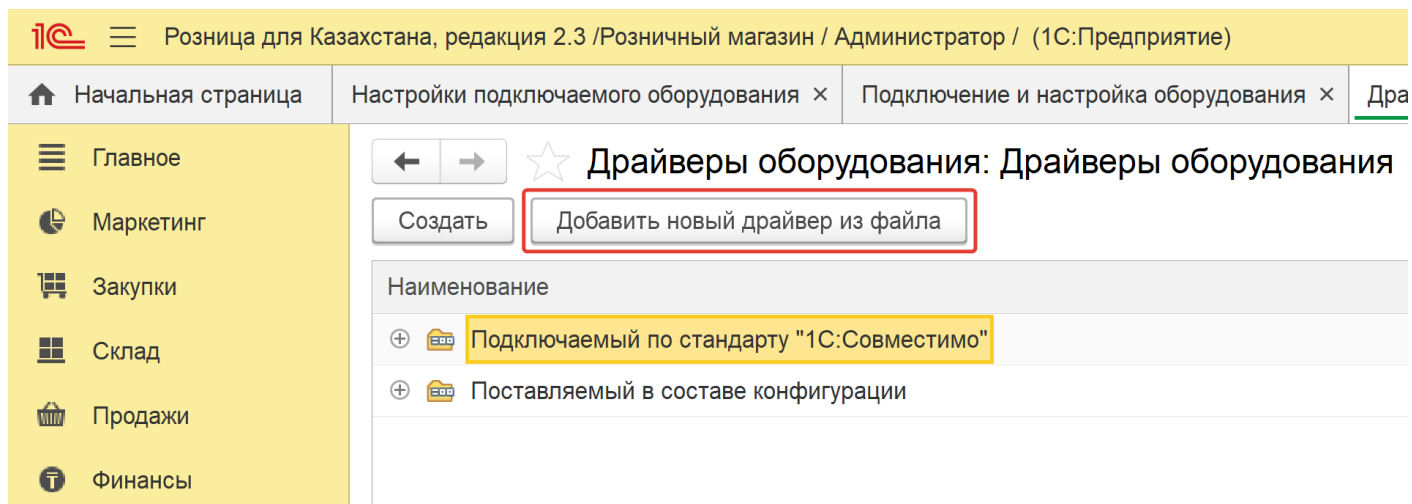 1С Розница для Казахстана, редакция 2.3 /Розничный магазин / Администратор / (1С:Предприятие)
Начальная страница Настройки подключаемого оборудования × Подключение и настройка оборудования × Дра
Главное
Маркетинг
Закупки
Склад
Продажи
Финансы
Драйверы оборудования: Драйверы оборудования
Создать Добавить новый драйвер из файла
Наименование
Подключаемый по стандарту "1С:Совместимо"
Поставляемый в составе конфигурации